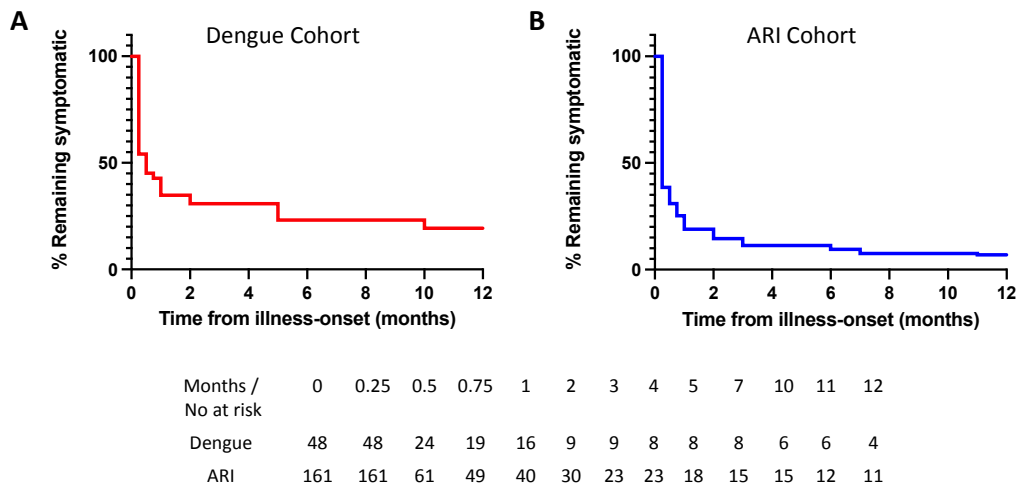 A
Dengue Cohort
% Remaining symptomatic
100
50
0
0 2 4 6 8 10 12
Time from illness-onset (months)
B
ARI Cohort
% Remaining symptomatic
100
50
0
0 2 4 6 8 10 12
Time from illness-onset (months)
Months / 0 0.25 0.5 0.75 1 2 3 4 5 7 10 11 12
No at risk
Dengue 48 48 24 19 16 9 9 8 8 8 6 6 4
ARI 161 161 61 49 40 30 23 23 18 15 15 12 11